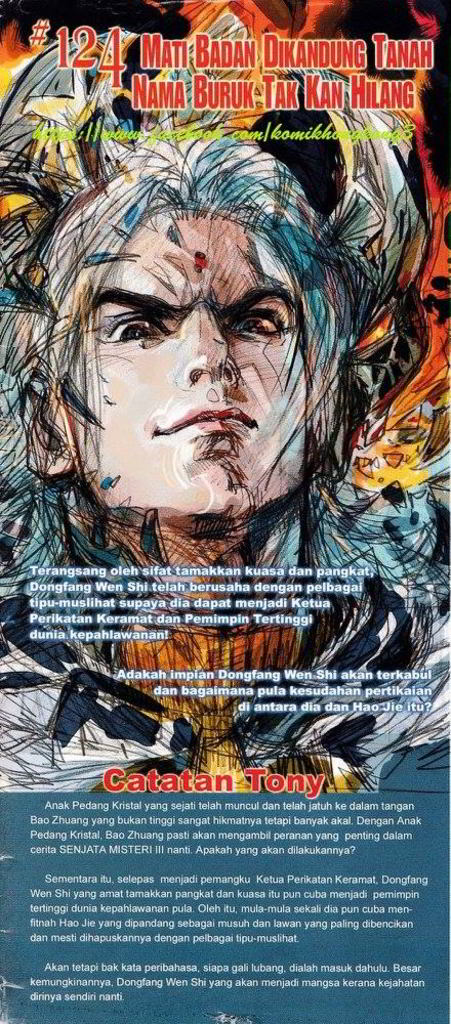 #124 MATI BADAN DIKANDUNG TANAH
NAMA BURUK TAK KAN HILANG
https://www.facebook.com/komikhongkong8
Terangsang oleh sifat tamakkan kuasa dan pangkat,
Dongfang Wen Shi telah berusaha dengan pelbagai
tipu-muslihat supaya dia dapat menjadi Ketua
Perikatan Keramat dan Pemimpin Tertinggi
dunia kepahlawanan!
Adakah impian Dongfang Wen Shi akan terkabul
dan bagaimana pula kesudahan pertikaian
di antara dia dan Hao Jie itu?
Catatan Tony
Anak Pedang Kristal yang sejati telah muncul dan telah jatuh ke dalam tangan
Bao Zhuang yang bukan tinggi sangat hikmatnya tetapi banyak akal. Dengan Anak
Pedang Kristal, Bao Zhuang pasti akan mengambil peranan yang penting dalam
cerita SENJATA MISTERI III nanti. Apakah yang akan dilakukannya?
Sementara itu, selepas menjadi pemangku Ketua Perikatan Keramat, Dongfang
Wen Shi yang amat tamakkan pangkat dan kuasa itu pun cuba menjadi pemimpin
tertinggi dunia kepahlawanan pula. Oleh itu, mula-mula sekali dia pun cuba mem-
fitnah Hao Jie yang dipandang sebagai musuh dan lawan yang paling dibencikan
dan mesti dihapuskannya dengan pelbagai tipu-muslihat.
Akan tetapi bak kata peribahasa, siapa gali lubang, dialah masuk dahulu. Besar
kemungkinannya, Dongfang Wen Shi yang akan menjadi mangsa kerana kejahatan
dirinya sendiri nanti.